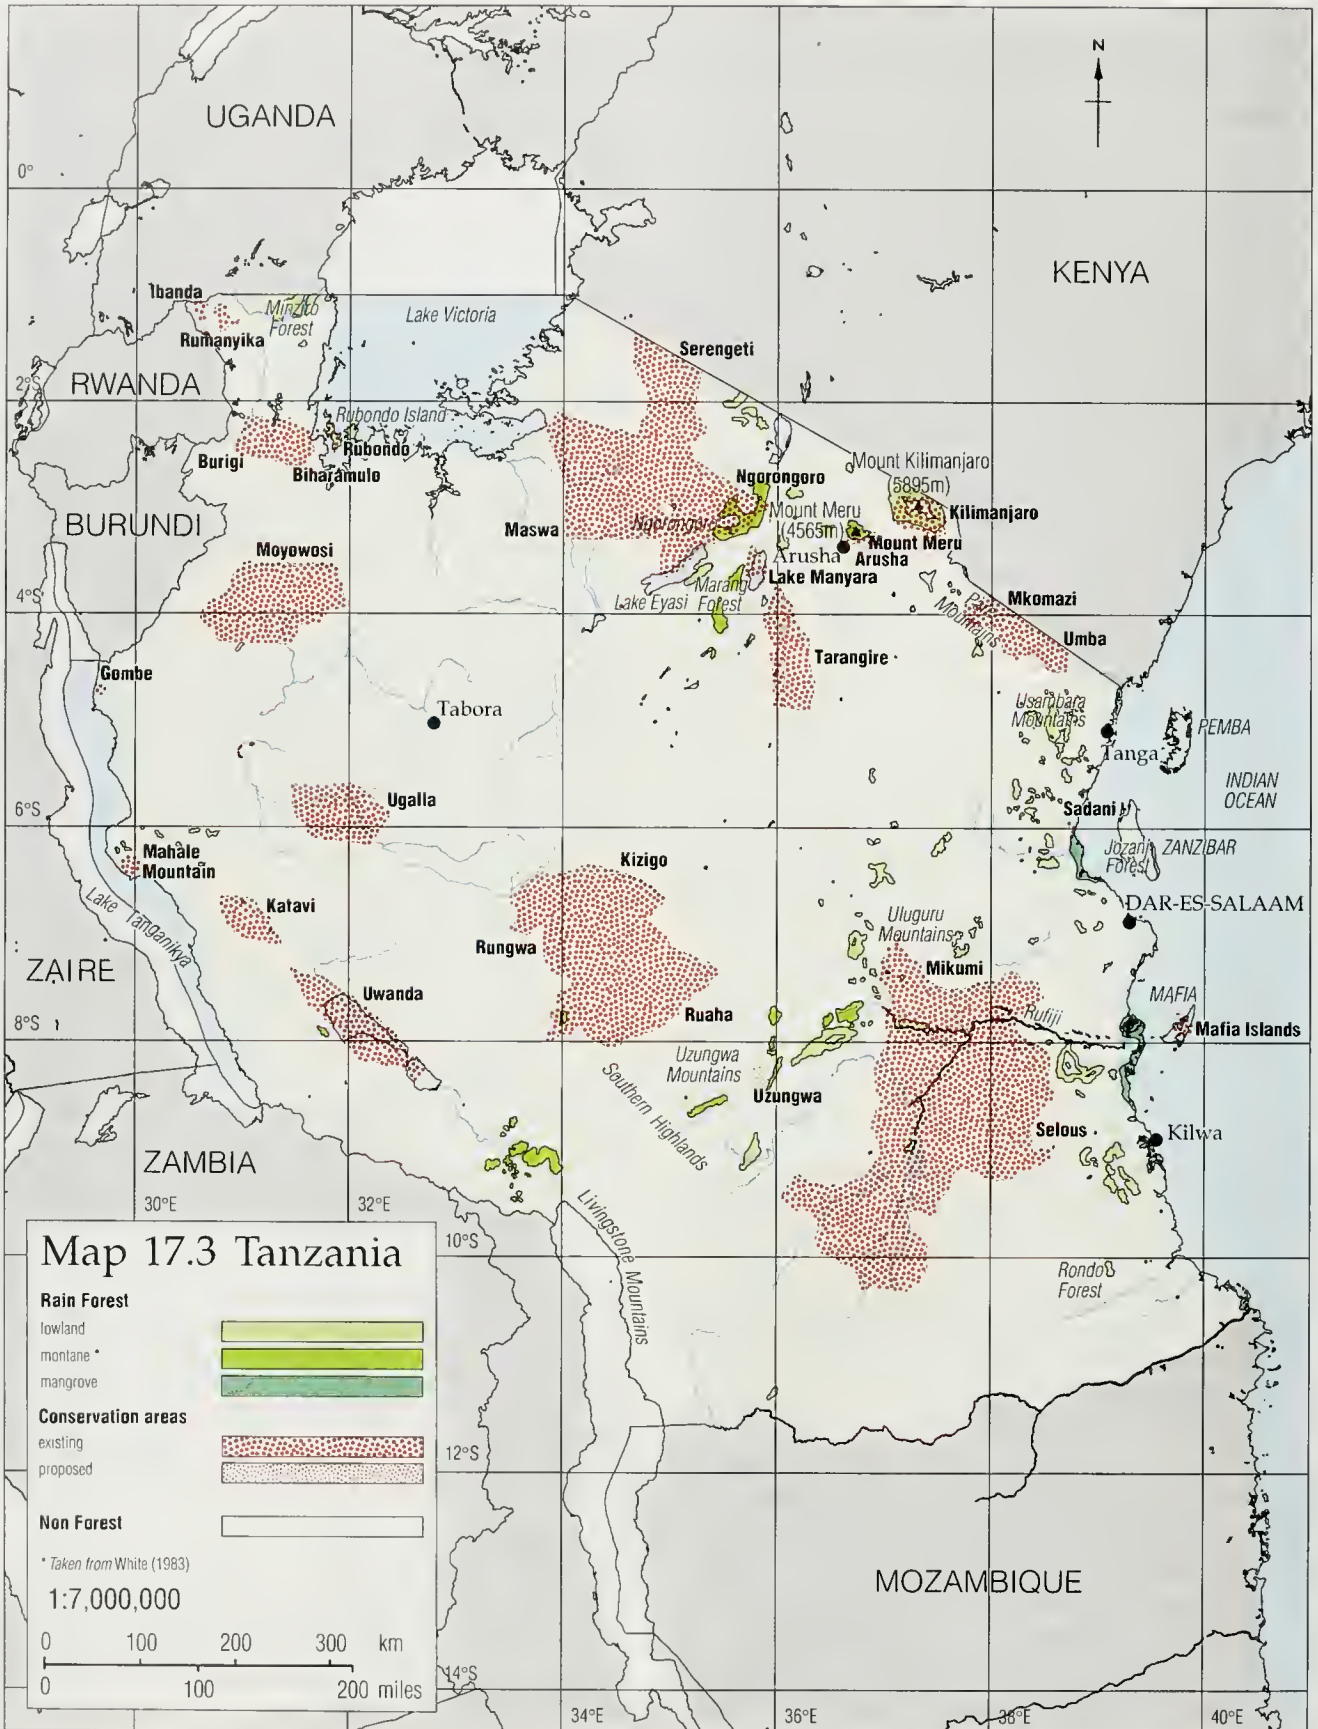 N
UGANDA
0°
KENYA
Ibanda
Minziro
Forest
Lake Victoria
Rumanyika
Serengeti
RWANDA
2°S
Rubondo Island
Rubondo
Burigi
Biharamulo
Mount Kilimanjaro
(5895m)
Ngorongoro
Kilimanjaro
Mount Meru
(4565m)
Ngorongoro
BURUNDI
Maswa
Mount Meru
Arusha
Arusha
Moyowosi
Lake Manyara
Marang
Forest
Lake Eyasi
4°S
Pare
Mountains
Mkomazi
Umba
Tarangire
Gombe
Tabora
Usambara
Mountains
Tanga
PEMBA
INDIAN
OCEAN
Ugalla
6°S
Sadani
Mahale
Mountain
Kizigo
Jozani
Forest
ZANZIBAR
Katavi
Lake Tanganikya
DAR-ES-SALAAM
Uluguru
Mountains
Rungwa
Mikumi
ZAIRE
Uwanda
MAFIA
Ruaha
Rufiji
Mafia Islands
8°S
Uzungwa
Mountains
Southern Highlands
Uzungwa
Selous
Kilwa
ZAMBIA
30°E
32°E
Livingstone Mountains
10°S
Rondo
Forest
Map 17.3 Tanzania
Rain Forest
lowland
montane *
mangrove
Conservation areas
existing
proposed
12°S
Non Forest
* Taken from White (1983)
1:7,000,000
0 100 200 300 km
0 100 200 miles
MOZAMBIQUE
14°S
34°E
36°E
38°E
40°E